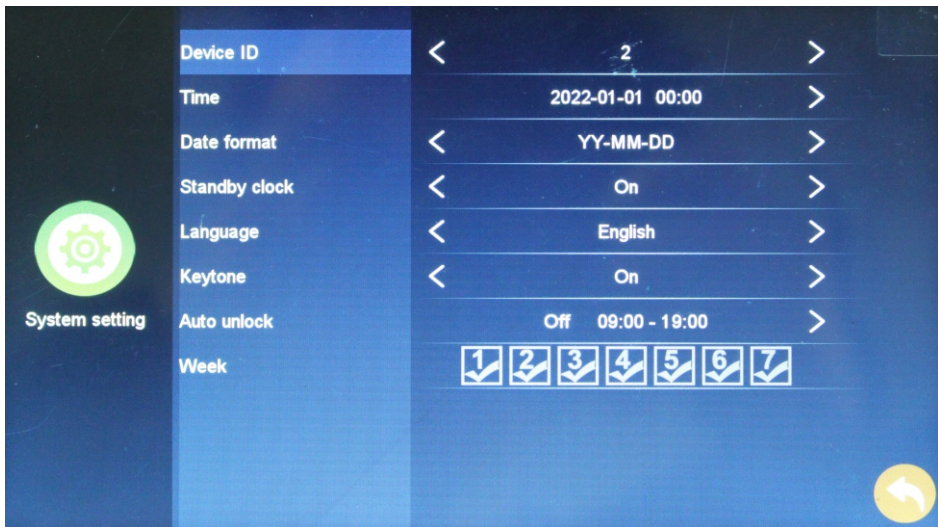 Device ID 2
Time 2022-01-01 00:00
Date format YY-MM-DD
Standby clock On
Language English
Keytone On
System setting
Auto unlock Off 09:00 - 19:00
Week 1 2 3 4 5 6 7